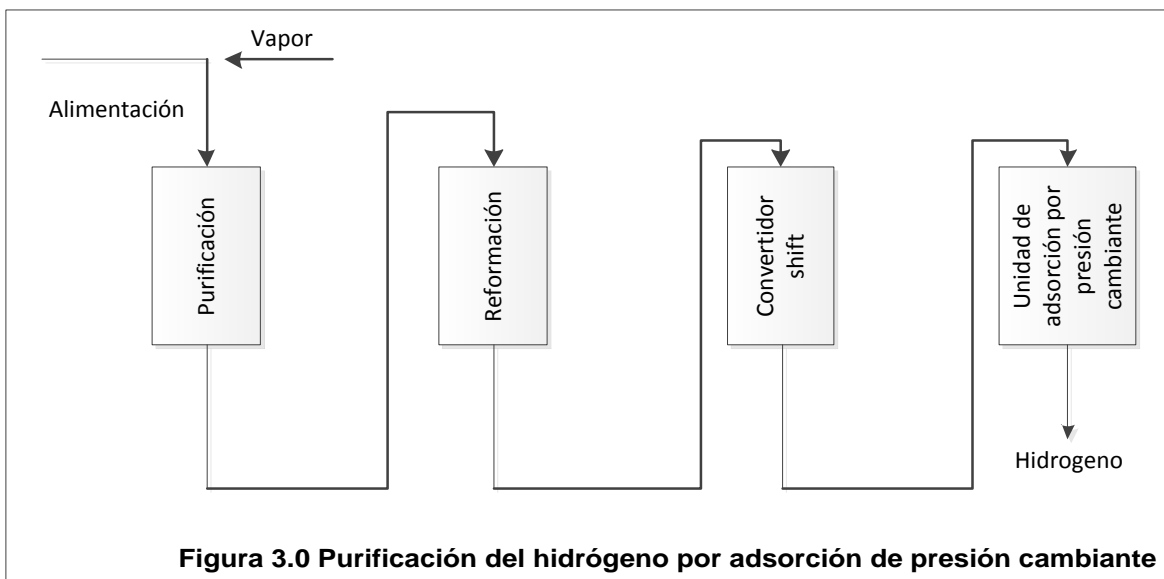 Vapor
Alimentación
Purificación
Reformación
Convertidor
shift
Unidad de
adsorción por
presión
cambiante
Hidrogeno
Figura 3.0 Purificación del hidrógeno por adsorción de presión cambiante